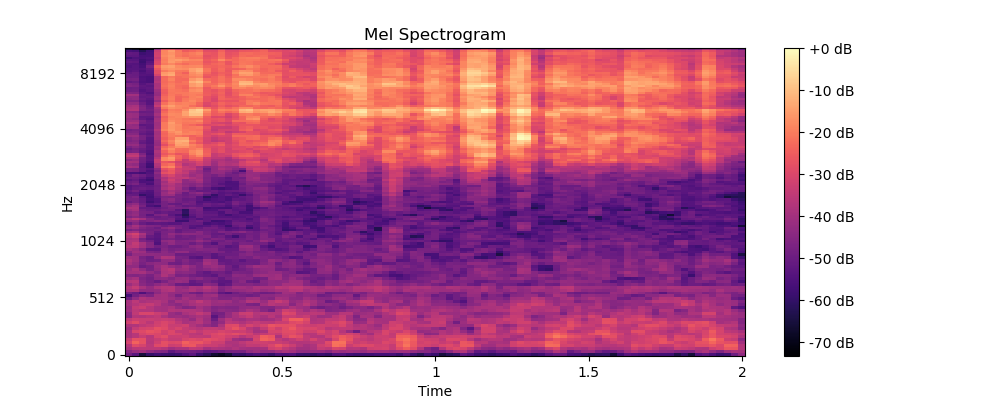 Mel Spectrogram
Hz
8192
4096
2048
1024
512
0
0 0.5 1 1.5 2
Time
+0 dB
-10 dB
-20 dB
-30 dB
-40 dB
-50 dB
-60 dB
-70 dB